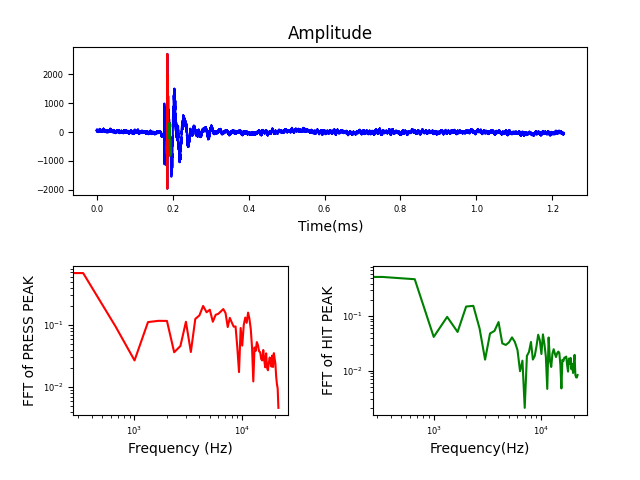 Amplitude
2000
1000
0
−1000
−2000
0.0 0.2 0.4 0.6 0.8 1.0 1.2
Time(ms)
FFT of PRESS PEAK
10⁻¹
10⁻²
10³ 10⁴
Frequency (Hz)
FFT of HIT PEAK
10⁻¹
10⁻²
10³ 10⁴
Frequency(Hz)